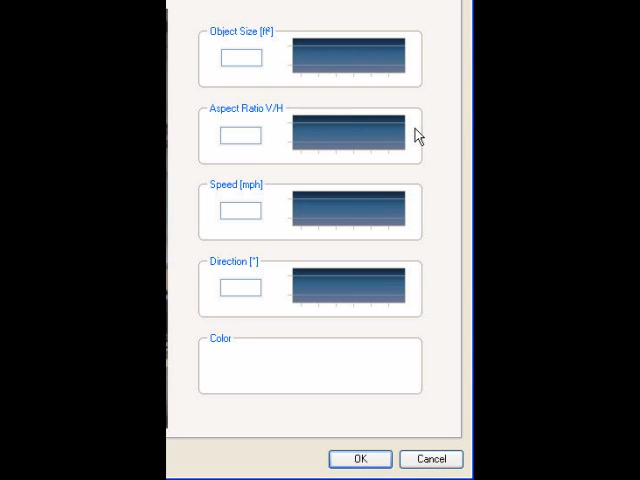 Object Size [ft²]
Aspect Ratio V/H
Speed [mph]
Direction [°]
Color
OK
Cancel